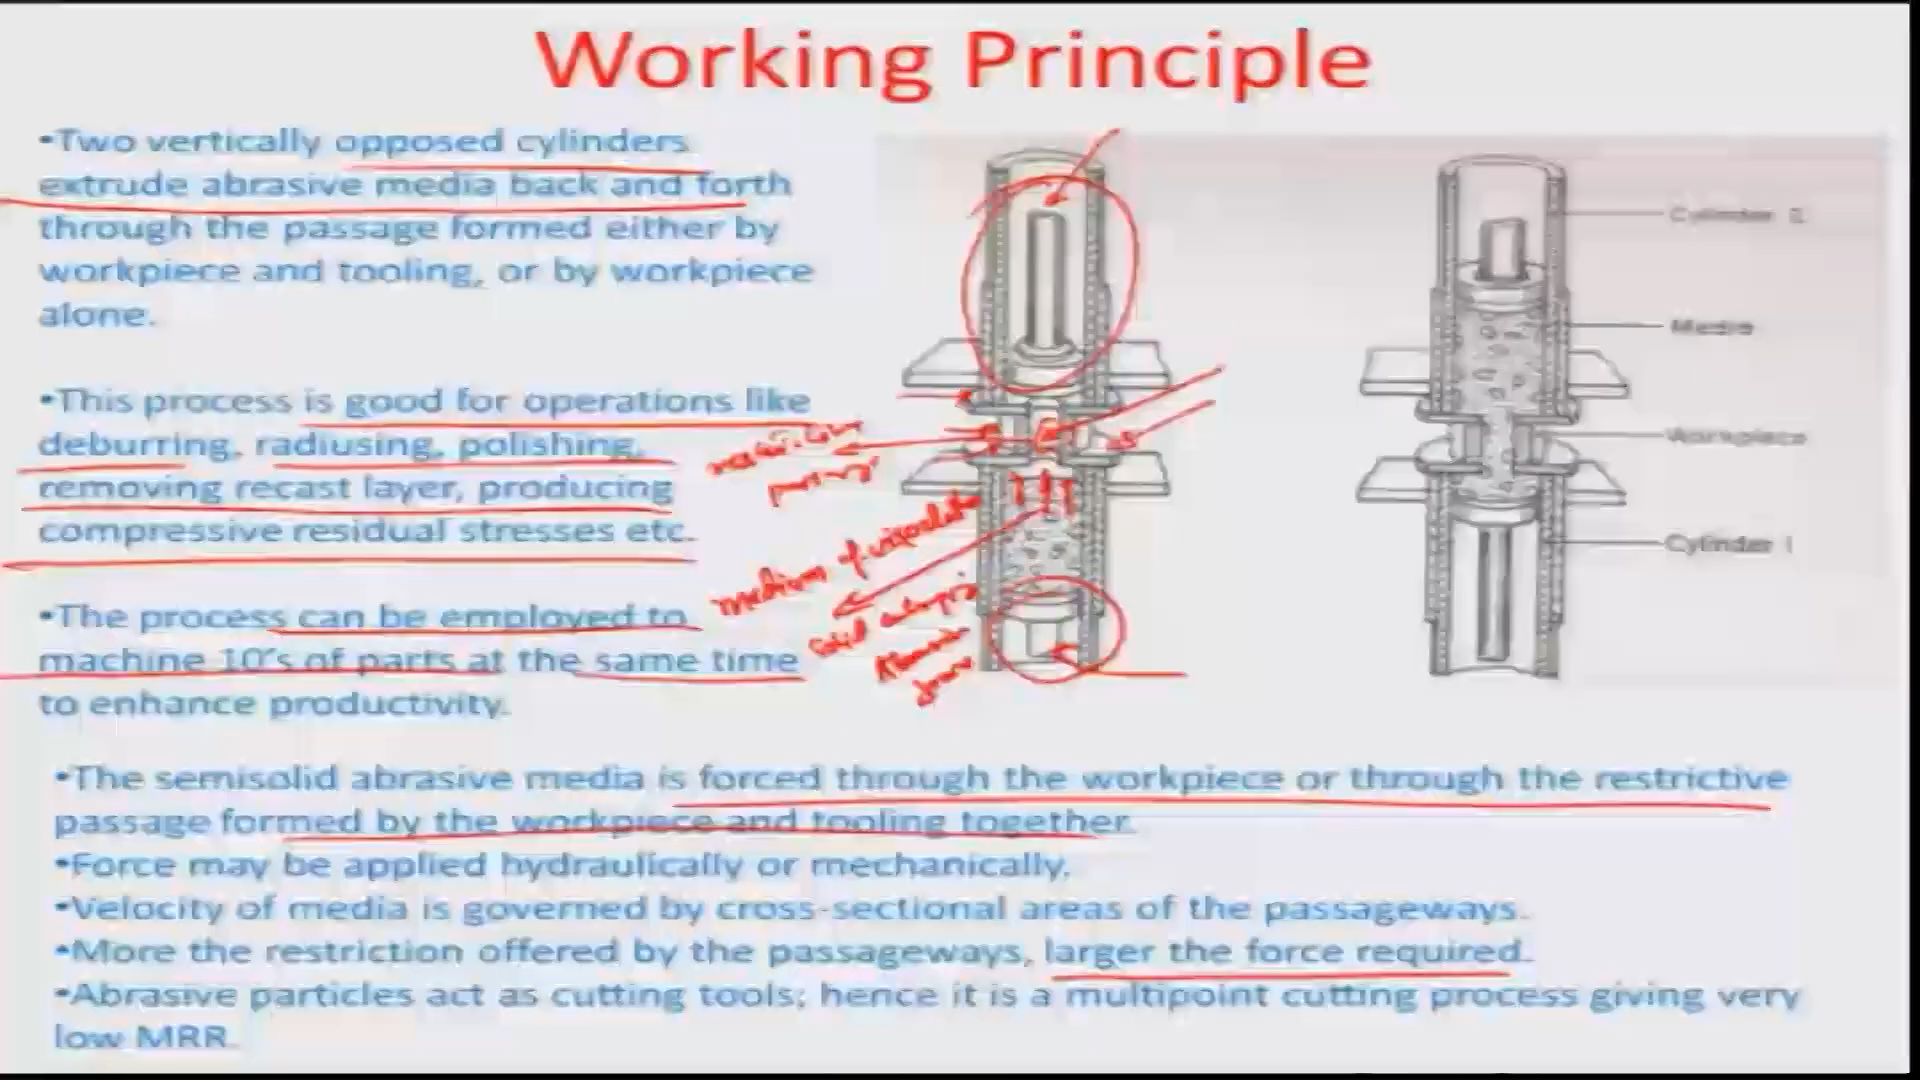 Working Principle
•Two vertically opposed cylinders
extrude abrasive media back and forth
through the passage formed either by
workpiece and tooling, or by workpiece
alone.
•This process is good for operations like
deburring, radiusing, polishing,
removing recast layer, producing
compressive residual stresses etc.
•The process can be employed to
machine 10's of parts at the same time
to enhance productivity.
Cylinder
Media
Workpiece
Cylinder I
medium of
•The semisolid abrasive media is forced through the workpiece or through the restrictive
passage formed by the workpiece and tooling together.
•Force may be applied hydraulically or mechanically.
•Velocity of media is governed by cross-sectional areas of the passageways.
•More the restriction offered by the passageways, larger the force required.
•Abrasive particles act as cutting tools; hence it is a multipoint cutting process giving very
low MRR.